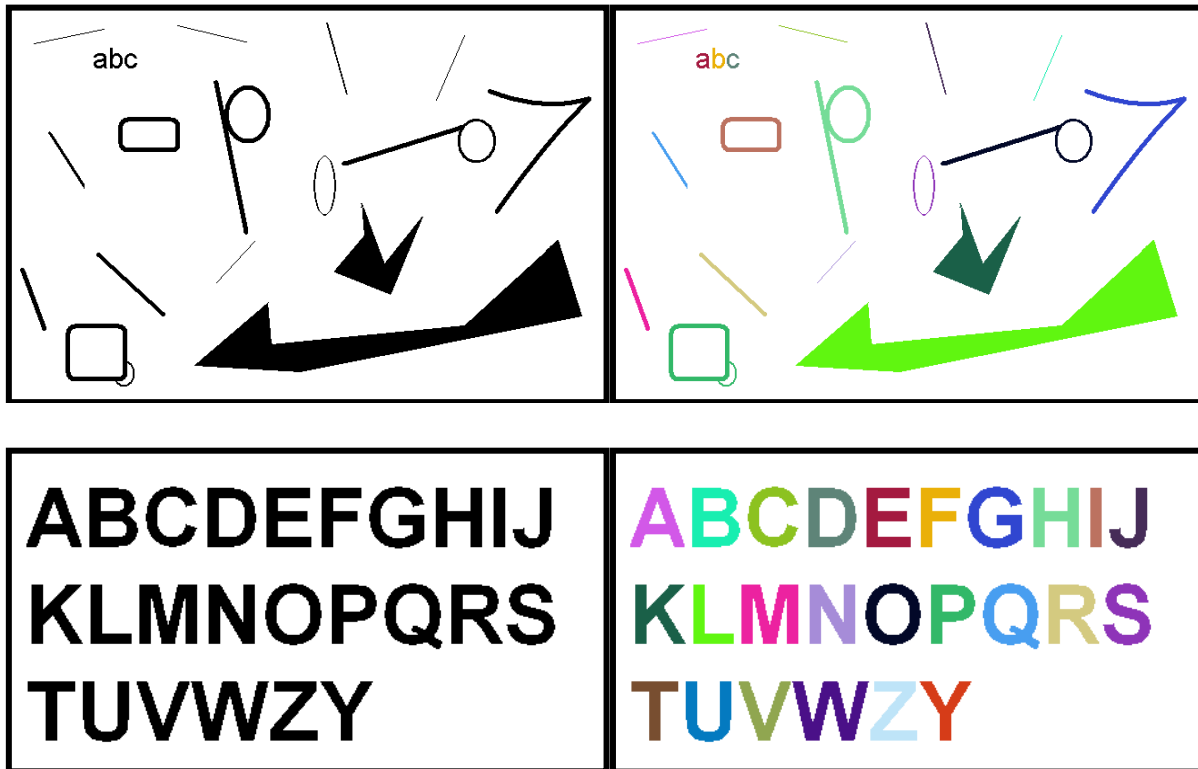 abc
abc
ABCDEFGHIJ
ABCDEFGHIJ
KLMNOPQRS
KLMNOPQRS
TUVWZY
TUVWZY